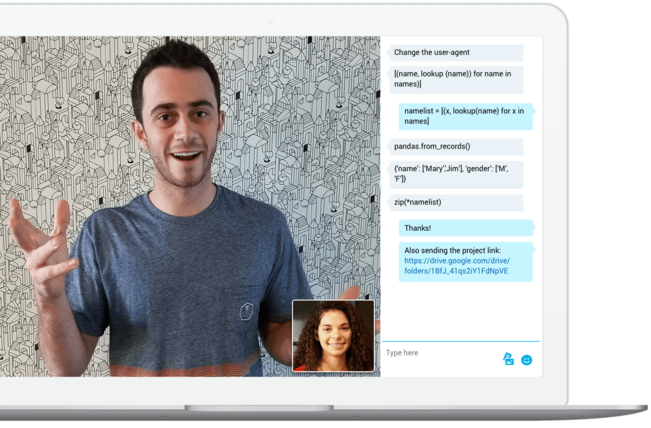 Change the user-agent
[(name, lookup (name)) for name in
names)]
namelist = [(x, lookup(name) for x in
names]
pandas.from_records()
{'name': ['Mary','Jim'], 'gender': ['M',
'F']}
zip(*namelist)
Thanks!
Also sending the project link:
https://drive.google.com/drive/
folders/1BfJ_41qs2iY1FdNpVE
Type here